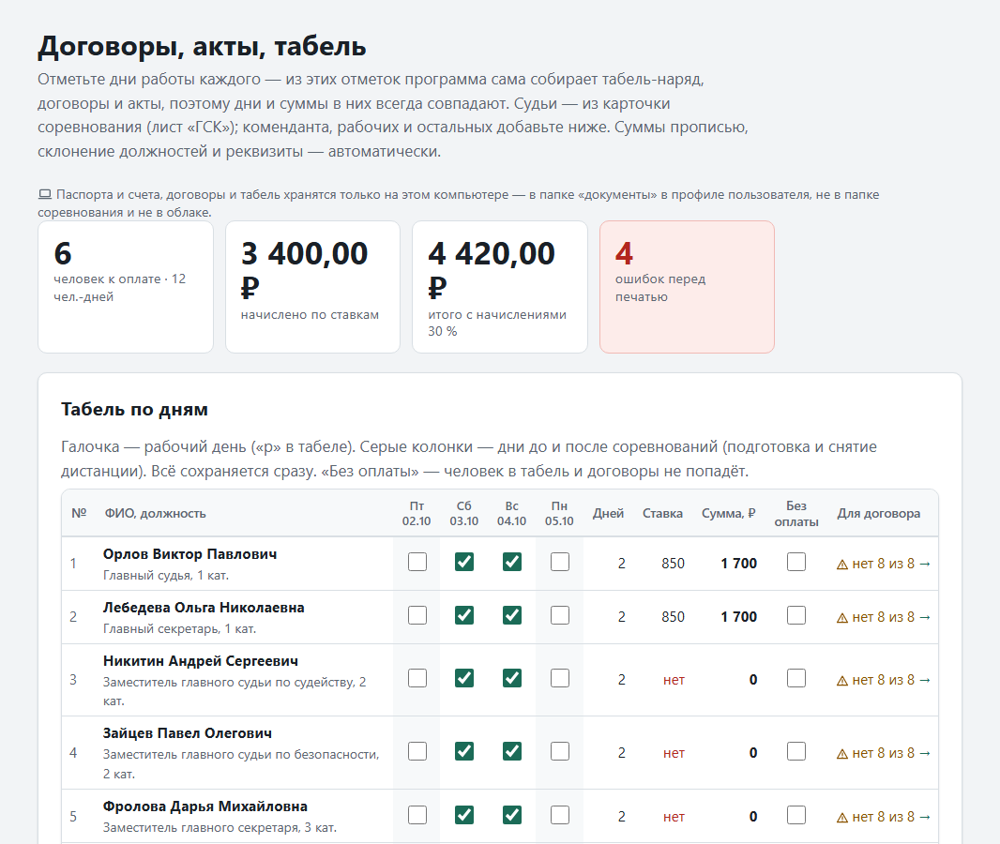 Договоры, акты, табель
Отметьте дни работы каждого — из этих отметок программа сама собирает табель-наряд,
договоры и акты, поэтому дни и суммы в них всегда совпадают. Судьи — из карточки
соревнования (лист «ГСК»); коменданта, рабочих и остальных добавьте ниже. Суммы прописью,
склонение должностей и реквизиты — автоматически.
Паспорта и счета, договоры и табель хранятся только на этом компьютере — в папке «документы» в профиле пользователя, не в папке
соревнования и не в облаке.
6
человек к оплате · 12
чел.-дней
3 400,00
₽
начислено по ставкам
4 420,00
₽
итого с начислениями
30 %
4
ошибок перед
печатью
Табель по дням
Галочка — рабочий день («р» в табеле). Серые колонки — дни до и после соревнований (подготовка и снятие
дистанции). Всё сохраняется сразу. «Без оплаты» — человек в табель и договоры не попадёт.
№ ФИО, должность Пт 02.10 Сб 03.10 Вс 04.10 Пн 05.10 Дней Ставка Сумма, ₽ Без оплаты Для договора
1 Орлов Виктор Павлович 2 850 1 700 нет 8 из 8 →
Главный судья, 1 кат.
2 Лебедева Ольга Николаевна 2 850 1 700 нет 8 из 8 →
Главный секретарь, 1 кат.
3 Никитин Андрей Сергеевич 2 нет 0 нет 8 из 8 →
Заместитель главного судьи по судейству, 2
кат.
4 Зайцев Павел Олегович 2 нет 0 нет 8 из 8 →
Заместитель главного судьи по безопасности,
2 кат.
5 Фролова Дарья Михайловна 2 нет 0 нет 8 из 8 →
Заместитель главного секретаря, 3 кат.